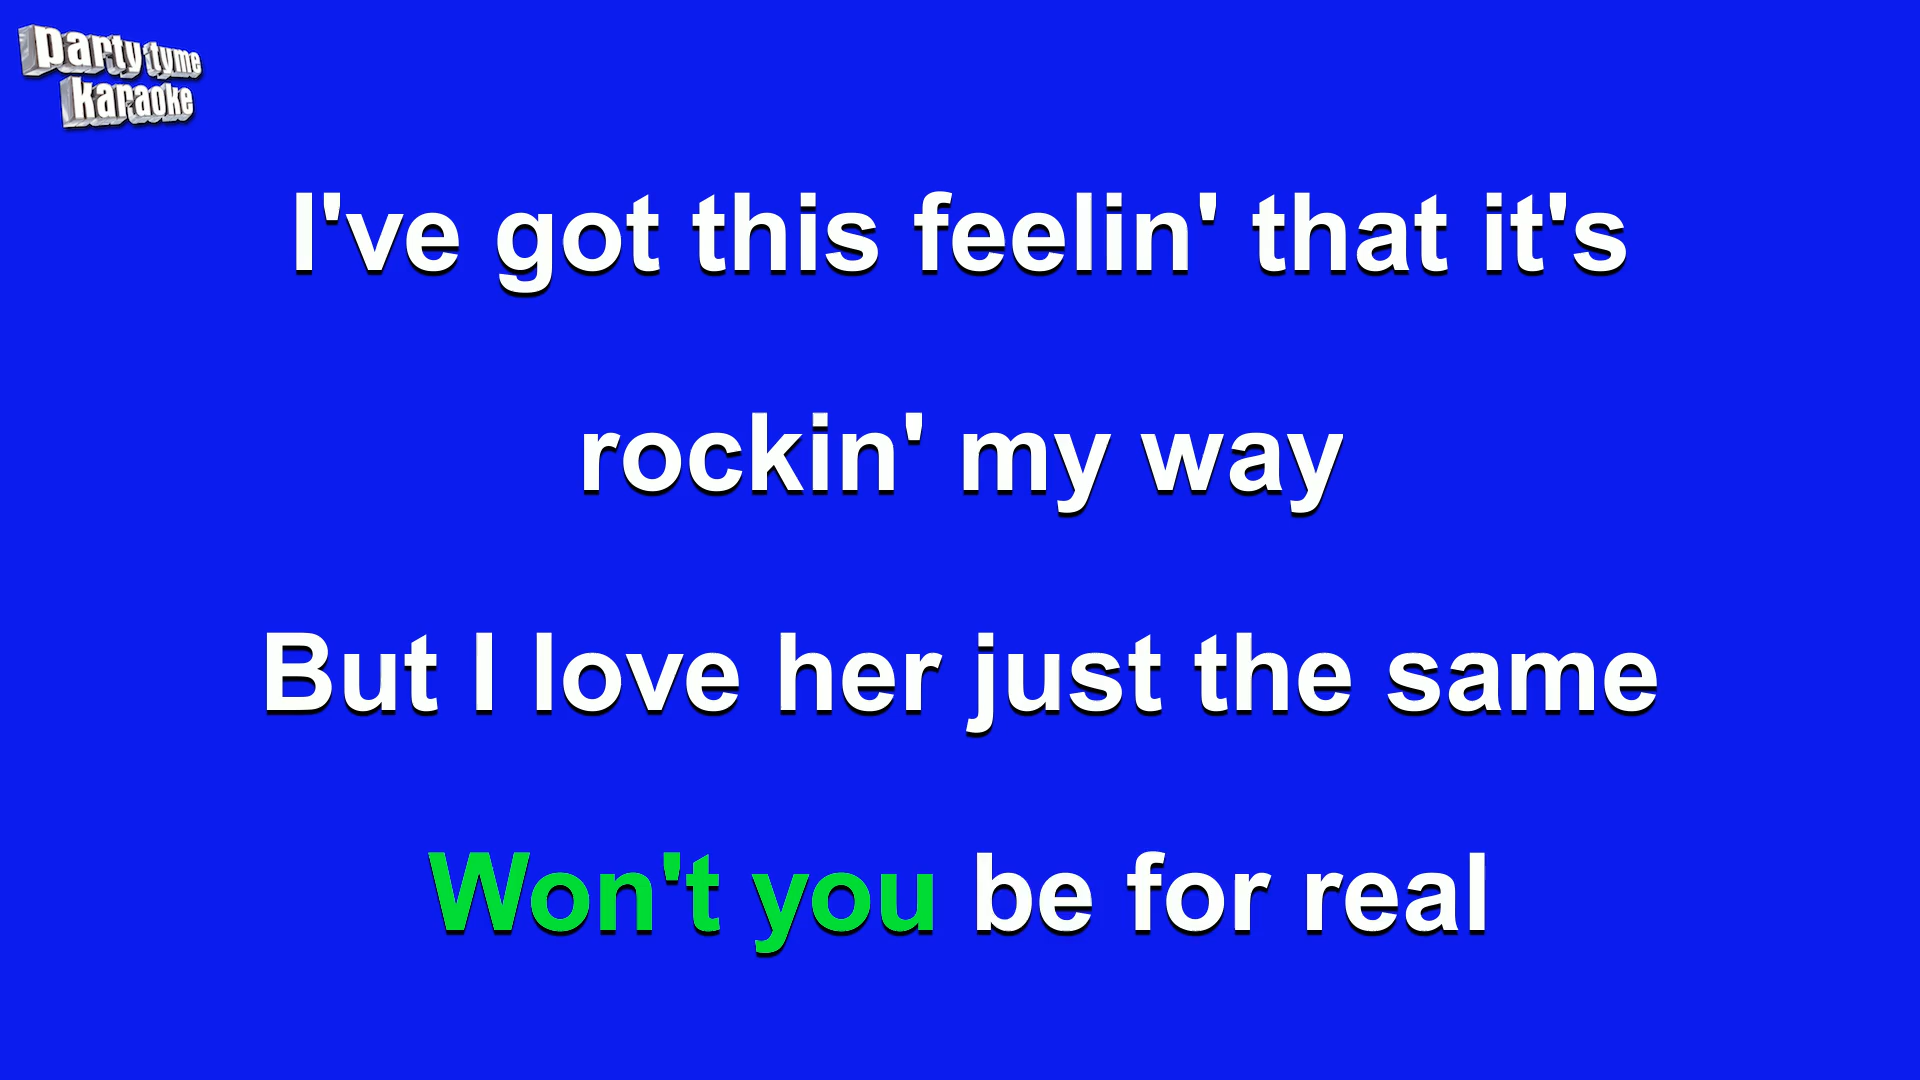 party tyme
karaoke
I've got this feelin' that it's
rockin' my way
But I love her just the same
Won't you be for real